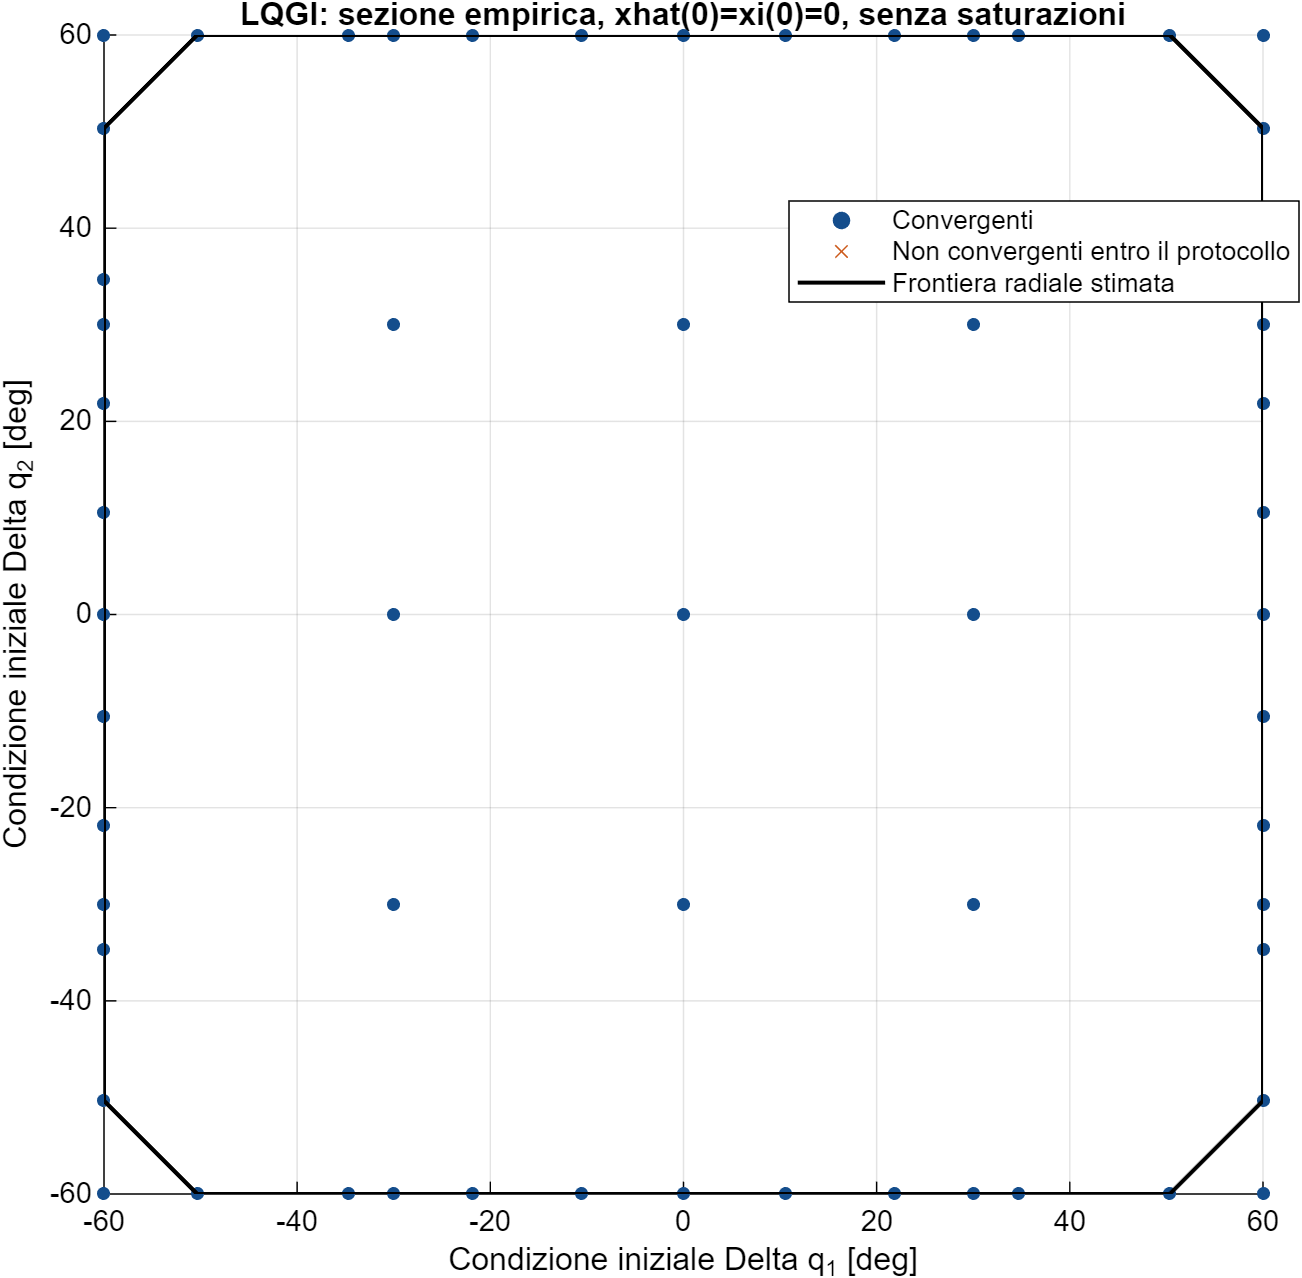 LQGI: sezione empirica, xhat(0)=xi(0)=0, senza saturazioni
60
40
20
0
-20
-40
-60
Condizione iniziale Delta q₂ [deg]
Convergenti
Non convergenti entro il protocollo
Frontiera radiale stimata
-60 -40 -20 0 20 40 60
Condizione iniziale Delta q₁ [deg]